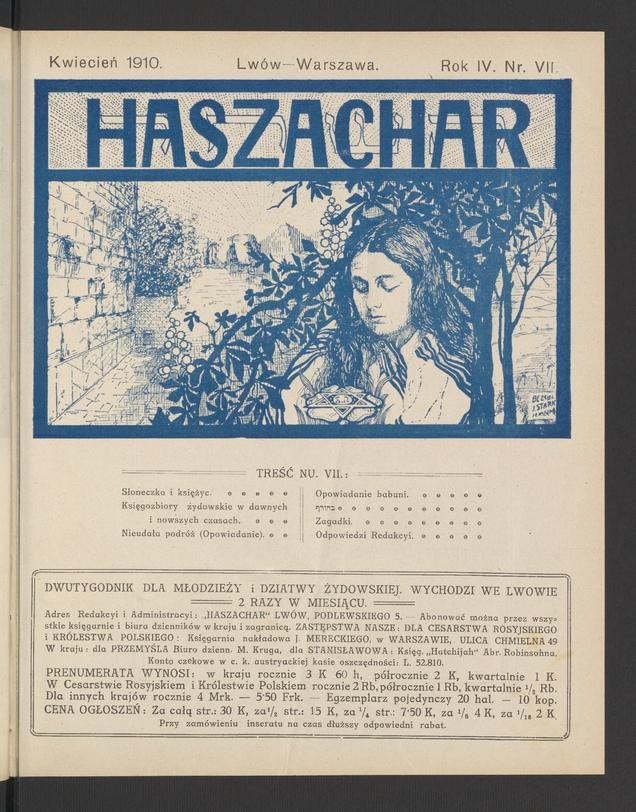 Kwiecień 1910. Lwów—Warszawa. Rok IV. Nr. VII.
HASZACHAR
TREŚĆ NU. VII.:
Słoneczko i księżyc.
Księgozbiory żydowskie w dawnych
i nowszych czasach.
Nieudała podróż (Opowiadanie).
Opowiadanie babuni.
Zagadki.
Odpowiedzi Redakcyi.
DWUTYGODNIK DLA MŁODZIEŻY i DZIATWY ŻYDOWSKIEJ. WYCHODZI WE LWOWIE
2 RAZY W MIESIĄCU.
Adres Redakcyi i Administracyi: „HASZACHAR" LWÓW, PODLEWSKIEGO 5. — Abonować można przez wszy=
stkie księgarnie i biura dzienników w kraju i zagranicą. ZASTĘPSTWA NASZE: DLA CESARSTWA ROSYJSKIEGO
i KRÓLESTWA POLSKIEGO: Księgarnia nakładowa J. MERECKIEGO, w WARSZAWIE, ULICA CHMIELNA 49
W kraju: dla PRZEMYŚLA Biuro dzienn. M. Kruga, dla STANISŁAWOWA: Księg. „Hatchijah" Abr. Robinsohna.
Konto czekowe w c. k. austryackiej kasie oszczędności: L. 52.810.
PRENUMERATA WYNOSI: w kraju rocznie 3 K 60 h, półrocznie 2 K, kwartalnie 1 K.
W Cesarstwie Rosyjskiem i Królestwie Polskiem rocznie 2 Rb, półrocznie 1 Rb, kwartalnie ½ Rb.
Dla innych krajów rocznie 4 Mrk. — 5·50 Frk. — Egzemplarz pojedynczy 20 hal. — 10 kop.
CENA OGŁOSZEŃ: Za całą str.: 30 K, za ½ str.: 15 K, za ¼ str.: 7·50 K, za ⅛ 4 K, za 1/16 2 K.
Przy zamówieniu inseratu na czas dłuższy odpowiedni rabat.